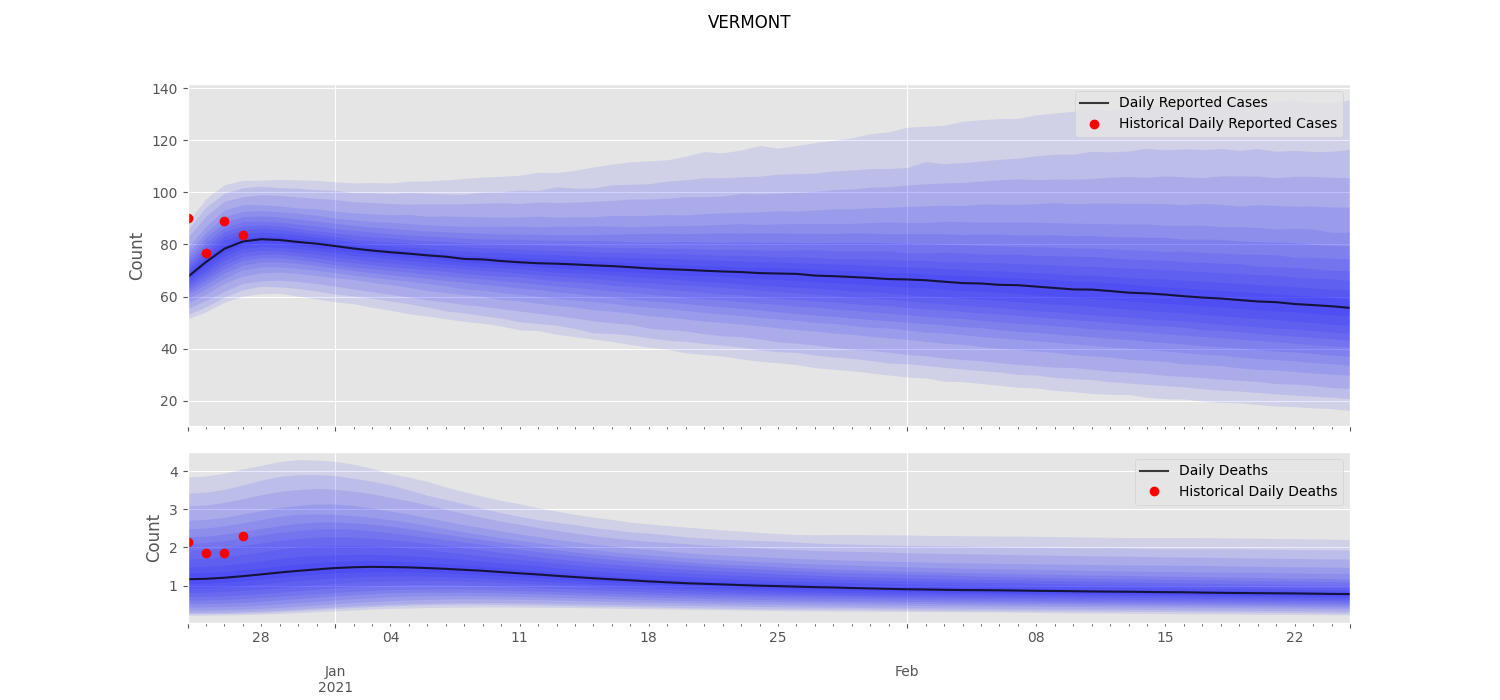 VERMONT
140
120
100
80
60
40
20
Count
Daily Reported Cases
Historical Daily Reported Cases
4
3
2
1
Count
Daily Deaths
Historical Daily Deaths
28 04 11 18 25 08 15 22
Jan Feb
2021